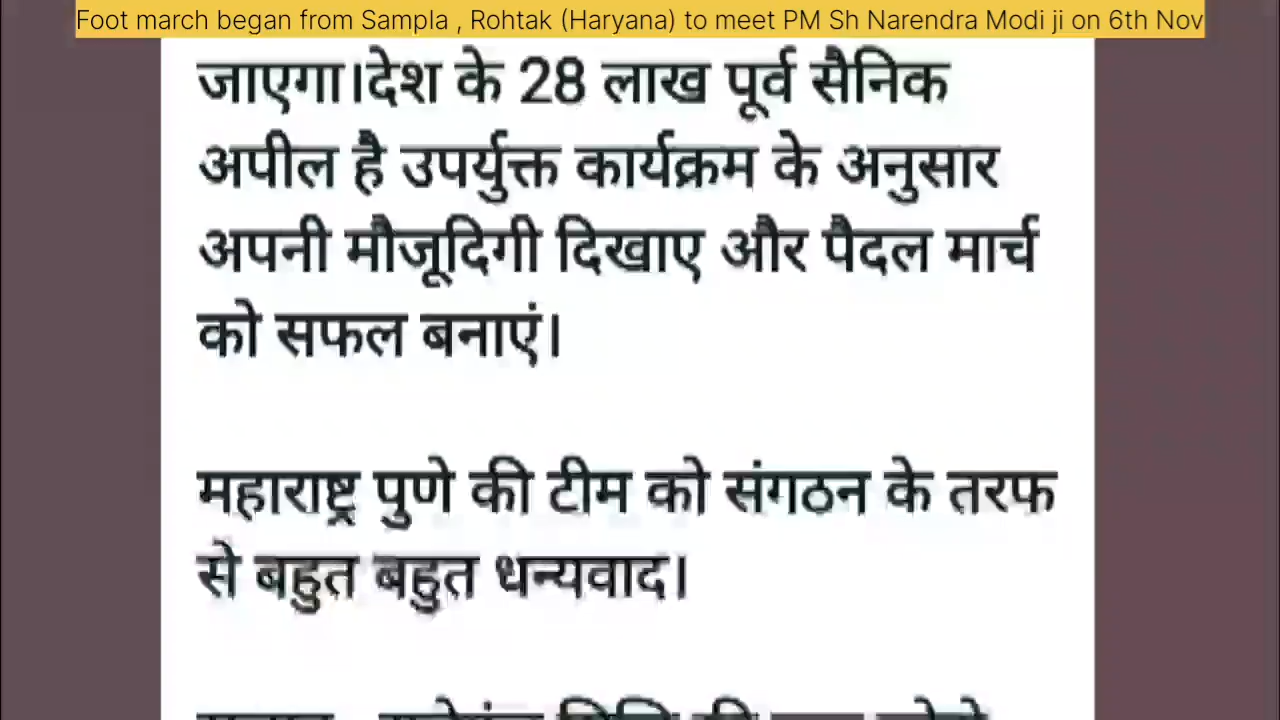 Foot march began from Sampla , Rohtak (Haryana) to meet PM Sh Narendra Modi ji on 6th Nov
जाएगा।देश के 28 लाख पूर्व सैनिक
अपील है उपर्युक्त कार्यक्रम के अनुसार
अपनी मौजूदिगी दिखाए और पैदल मार्च
को सफल बनाएं।
महाराष्ट्र पुणे की टीम को संगठन के तरफ
से बहुत बहुत धन्यवाद।